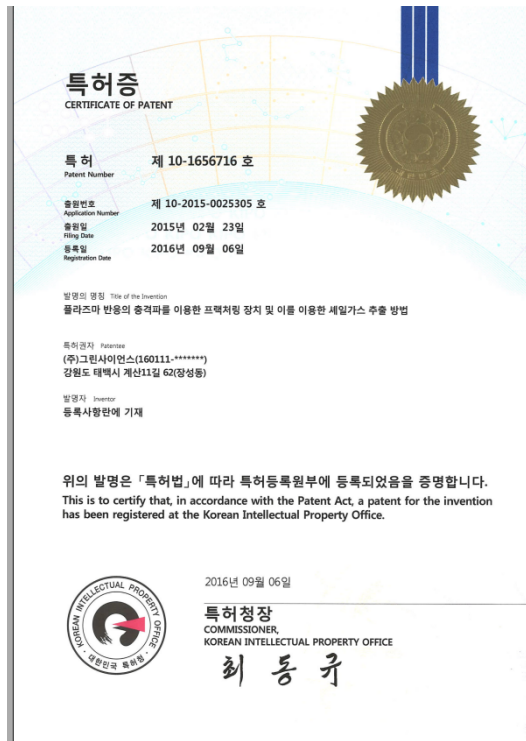 특허증
CERTIFICATE OF PATENT
특 허 제 10-1656716 호
Patent Number
출원번호 제 10-2015-0025305 호
Application Number
출원일 2015년 02월 23일
Filing Date
등록일 2016년 09월 06일
Registration Date
발명의 명칭 Title of the Invention
플라즈마 반응의 충격파를 이용한 프랙처링 장치 및 이를 이용한 셰일가스 추출 방법
특허권자 Patentee
(주)그린사이언스(160111-*******)
강원도 태백시 계산11길 62(장성동)
발명자 Inventor
등록사항란에 기재
위의 발명은 「특허법」에 따라 특허등록원부에 등록되었음을 증명합니다.
This is to certify that, in accordance with the Patent Act, a patent for the invention
has been registered at the Korean Intellectual Property Office.
2016년 09월 06일
특허청장
COMMISSIONER,
KOREAN INTELLECTUAL PROPERTY OFFICE
최동규
KOREAN INTELLECTUAL PROPERTY OFFICE
대한민국 특허청